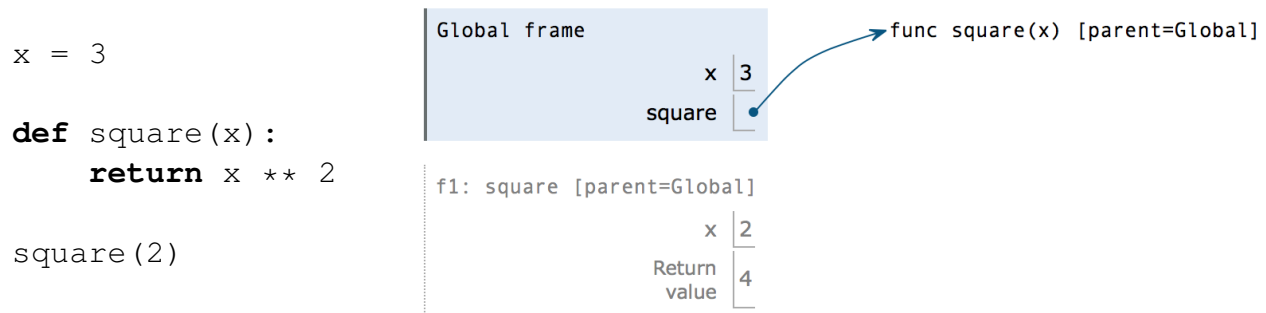 x = 3
def square(x):
    return x ** 2
square(2)
Global frame
x 3
square
func square(x) [parent=Global]
f1: square [parent=Global]
x 2
Return
value 4